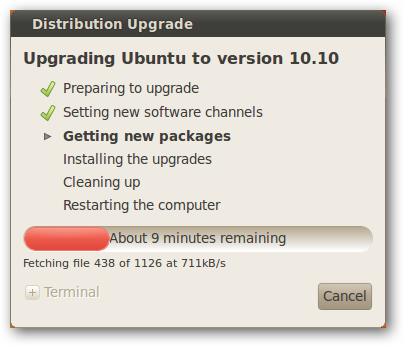 Distribution Upgrade
Upgrading Ubuntu to version 10.10
Preparing to upgrade
Setting new software channels
Getting new packages
Installing the upgrades
Cleaning up
Restarting the computer
About 9 minutes remaining
Fetching file 438 of 1126 at 711kB/s
Terminal
Cancel